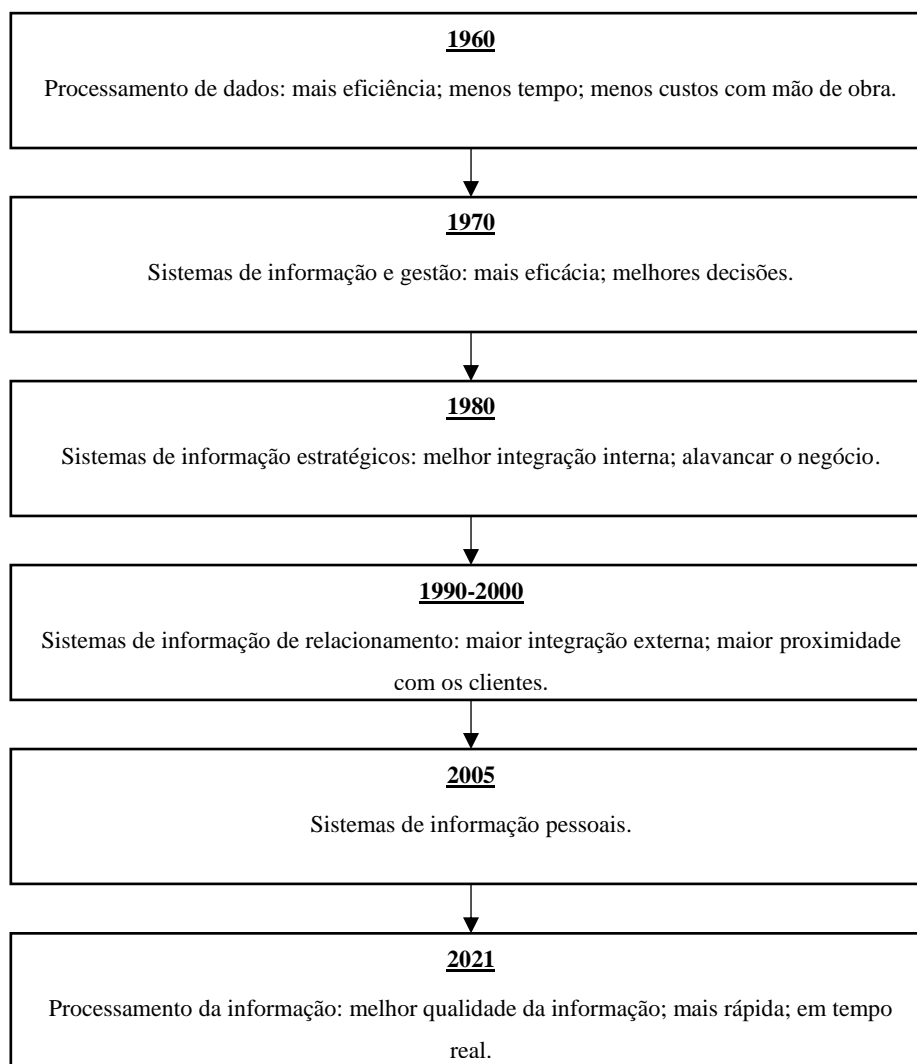 1960
Processamento de dados: mais eficiência; menos tempo; menos custos com mão de obra.
1970
Sistemas de informação e gestão: mais eficácia; melhores decisões.
1980
Sistemas de informação estratégicos: melhor integração interna; alavancar o negócio.
1990-2000
Sistemas de informação de relacionamento: maior integração externa; maior proximidade
com os clientes.
2005
Sistemas de informação pessoais.
2021
Processamento da informação: melhor qualidade da informação; mais rápida; em tempo
real.